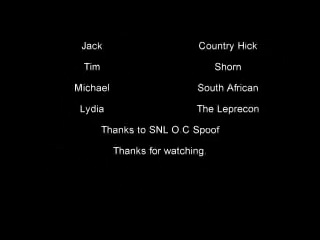 Jack Country Hick
Tim Shorn
Michael South African
Lydia The Leprecon
Thanks to SNL O C Spoof
Thanks for watching.